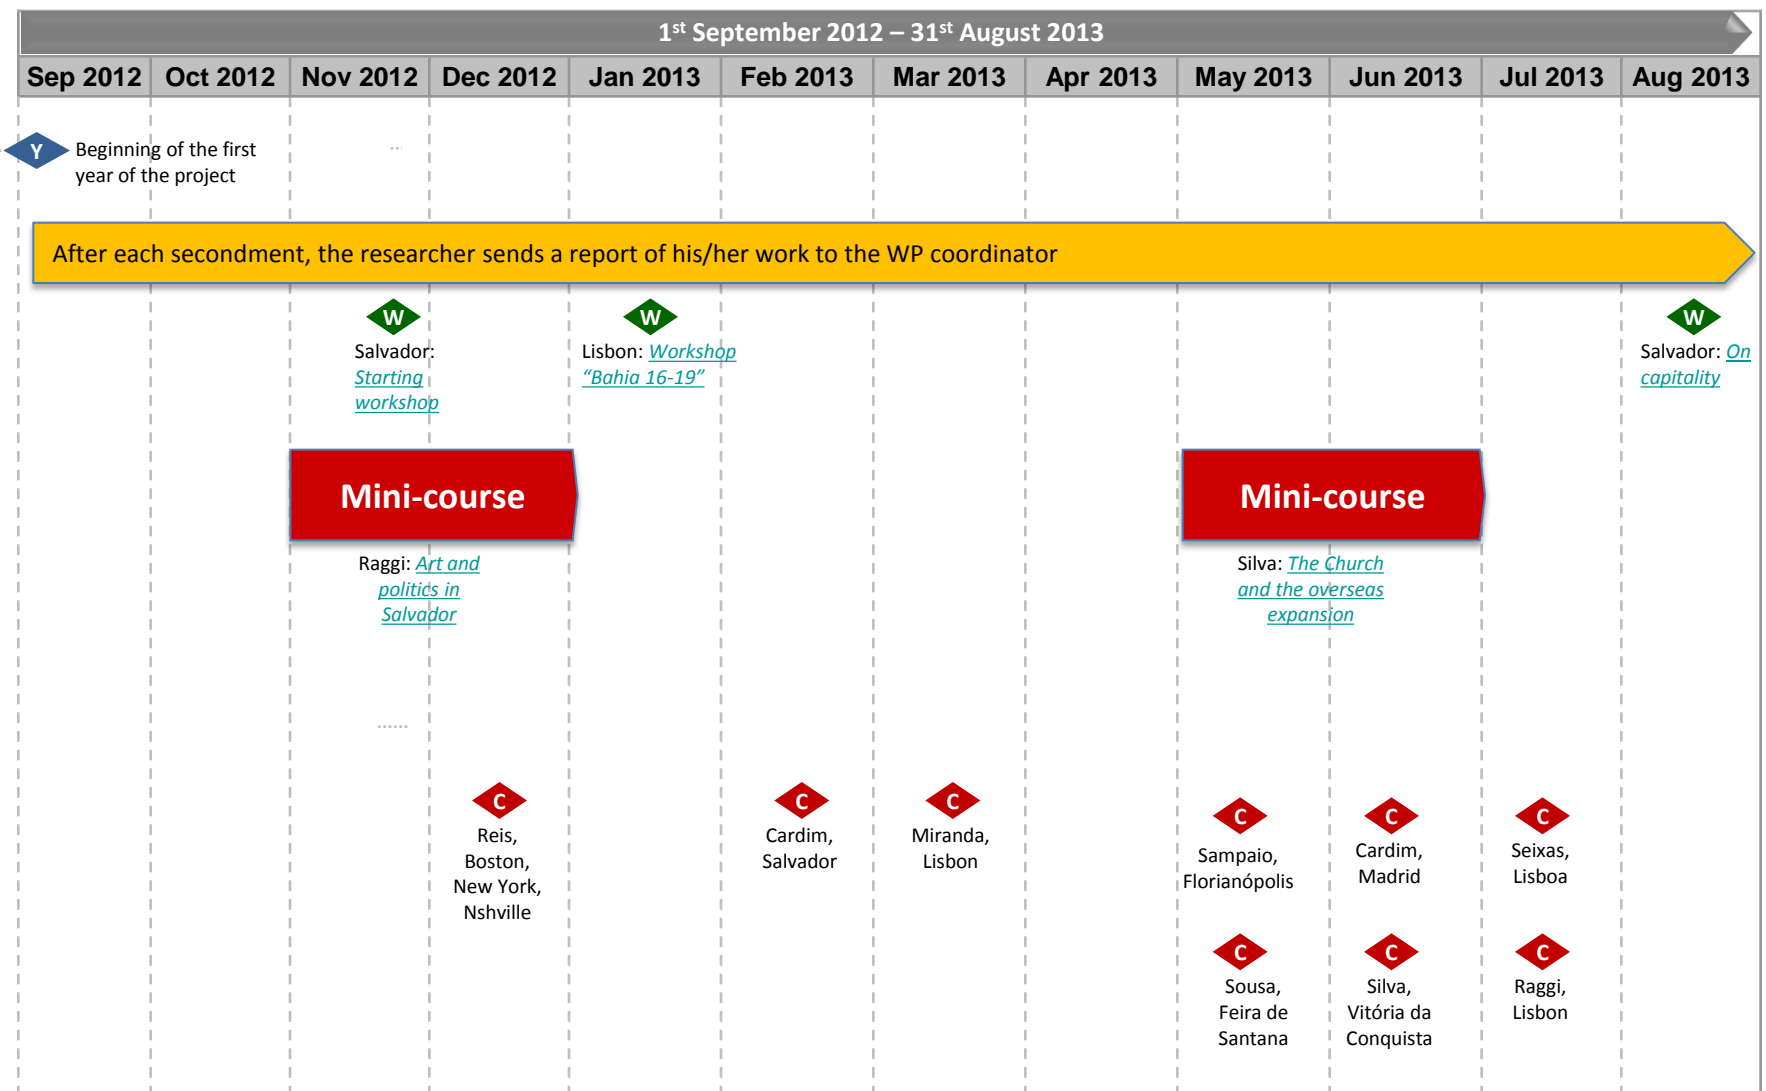 1st September 2012 – 31st August 2013
Sep 2012 Oct 2012 Nov 2012 Dec 2012 Jan 2013 Feb 2013 Mar 2013 Apr 2013 May 2013 Jun 2013 Jul 2013 Aug 2013
Y
Beginning of the first
year of the project
...
After each secondment, the researcher sends a report of his/her work to the WP coordinator
W
Salvador:
Starting
workshop
W
Lisbon: Workshop
“Bahia 16-19”
W
Salvador: On
capitality
Mini-course
Raggi: Art and
politics in
Salvador
Mini-course
Silva: The Church
and the overseas
expansion
......
C
Reis,
Boston,
New York,
Nshville
C
Cardim,
Salvador
C
Miranda,
Lisbon
C
Sampaio,
Florianópolis
C
Cardim,
Madrid
C
Seixas,
Lisboa
C
Sousa,
Feira de
Santana
C
Silva,
Vitória da
Conquista
C
Raggi,
Lisbon